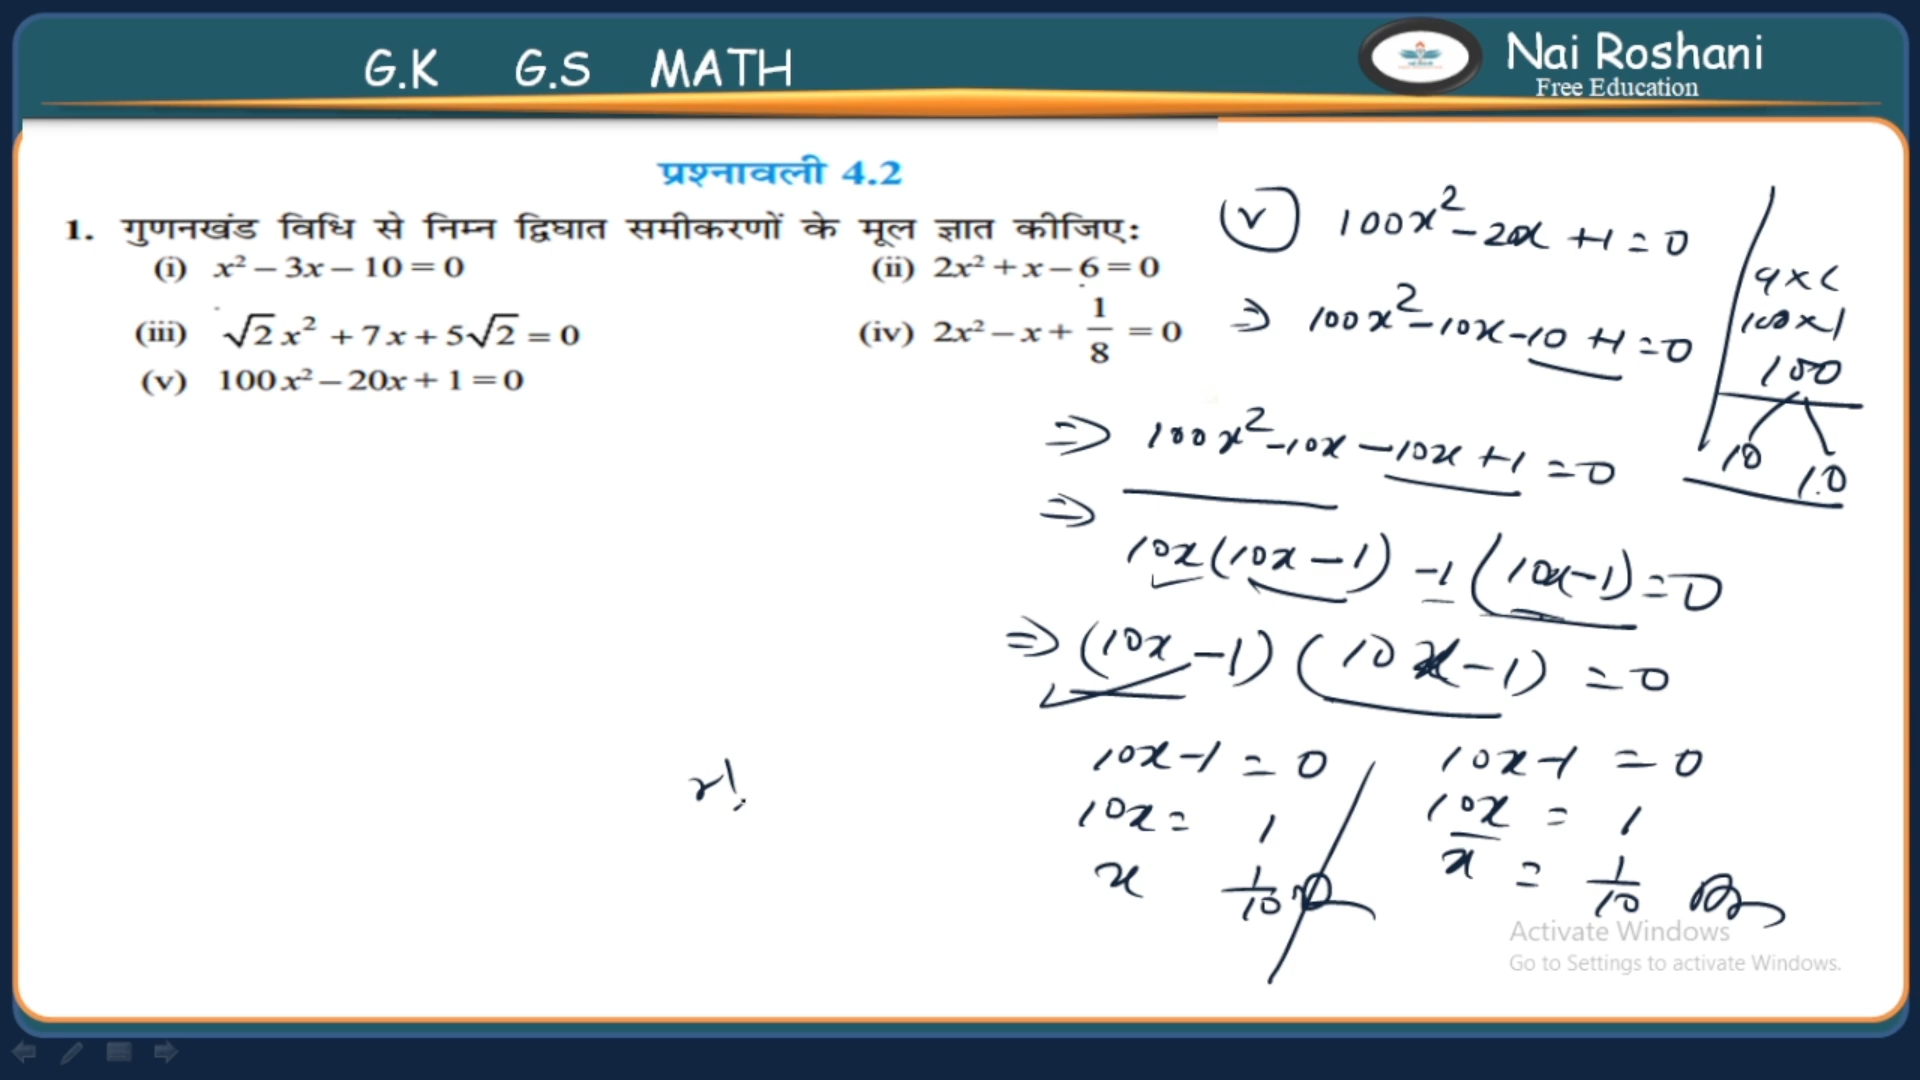 G.K G.S MATH
Nai Roshani
Free Education
प्रश्नावली 4.2
1. गुणनखंड विधि से निम्न द्विघात समीकरणों के मूल ज्ञात कीजिए:
(i) x² – 3x – 10 = 0 (ii) 2x² + x – 6 = 0
(iii) √2 x² + 7x + 5√2 = 0 (iv) 2x² – x + 1/8 = 0
(v) 100x² – 20x + 1 = 0
(v) 100x² - 20x + 1 = 0
⇒ 100x² - 10x - 10 + 1 = 0
⇒ 100x² - 10x - 10x + 1 = 0
⇒ 10x(10x - 1) -1(10x - 1) = 0
⇒ (10x - 1)(10x - 1) = 0
10x - 1 = 0
10x = 1
x 1/10
10x - 1 = 0
10x = 1
x = 1/10
100x1
100
10 10
Activate Windows
Go to Settings to activate Windows.